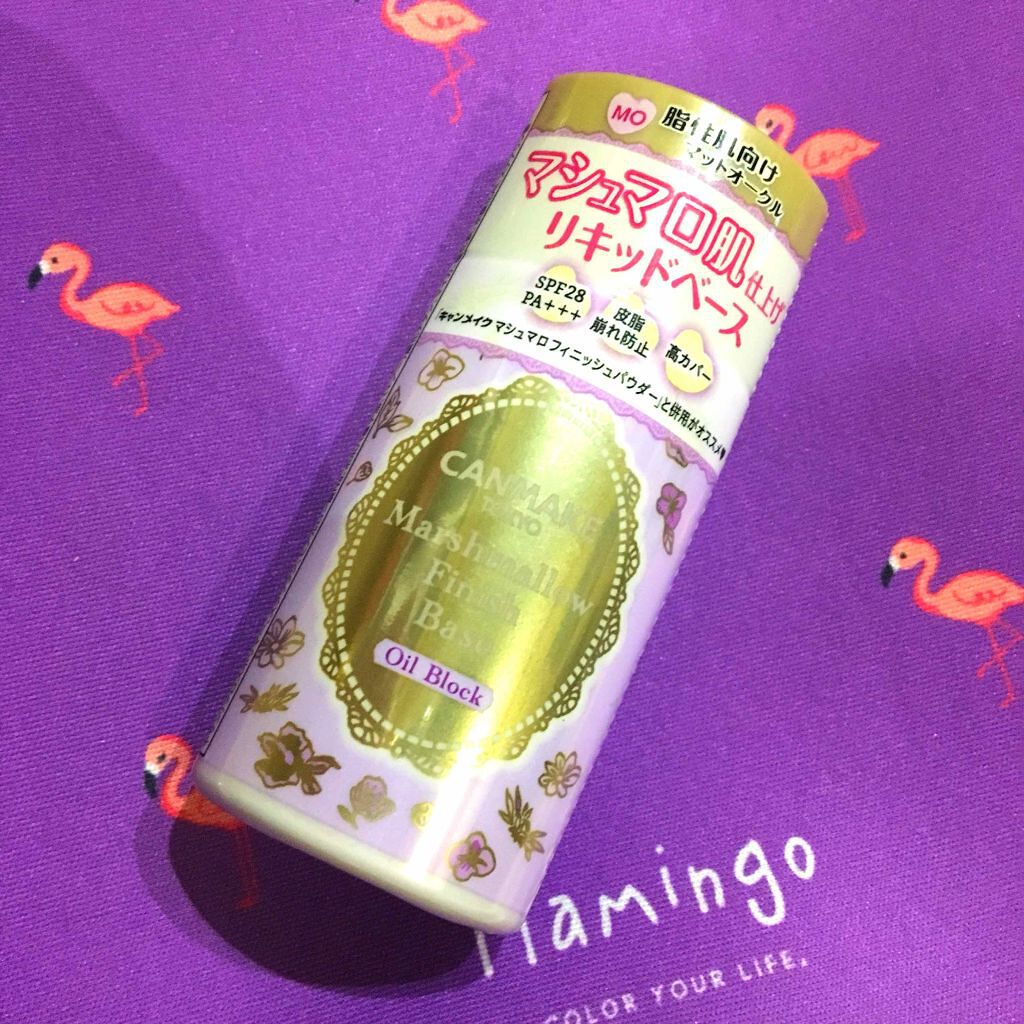 MO
脂性肌向け
マットオークル
マシュマロ肌仕上げ
リキッドベース
SPF28
PA+++
皮脂
崩れ防止
高カバー
「キャンメイク マシュマロフィニッシュパウダー」と併用がオススメ♥
CANMAKE
TOKYO
Marshmallow
Finish
Base
Oil Block
flamingo
COLOR YOUR LIFE.